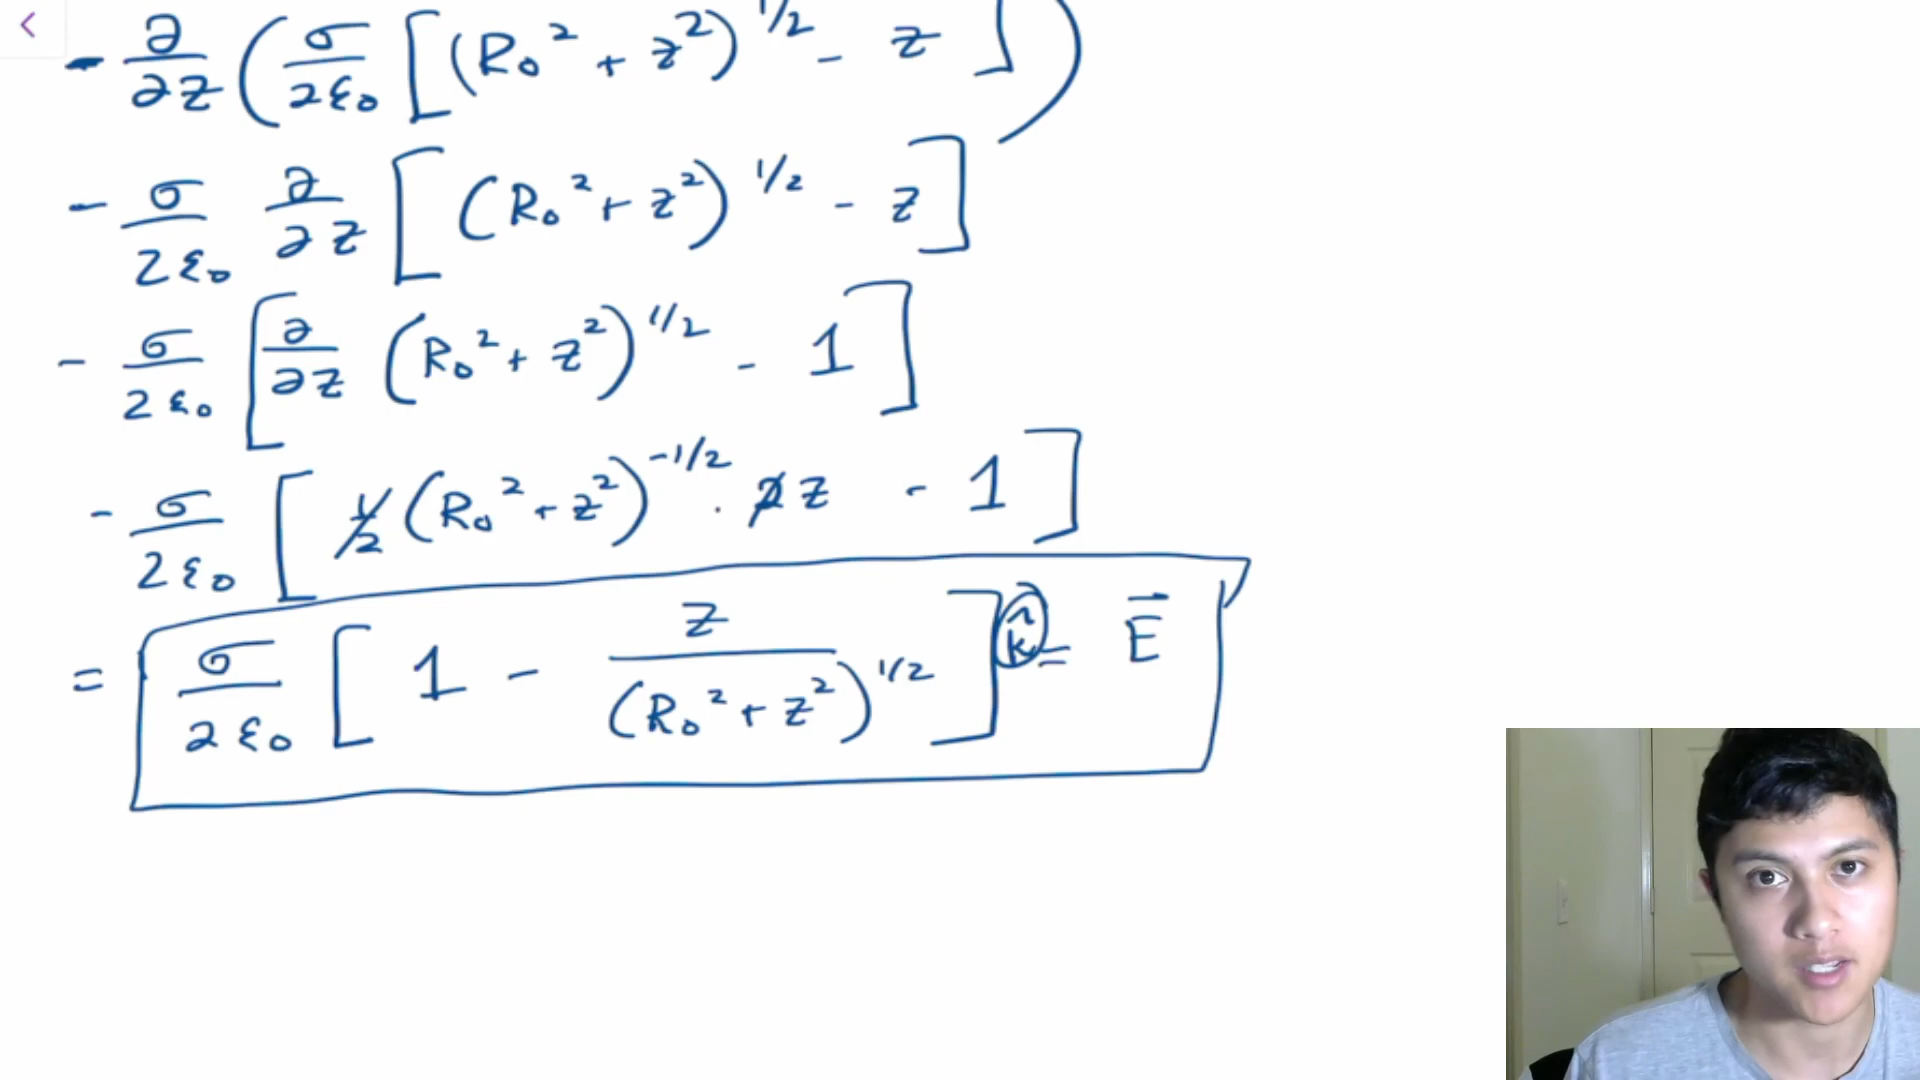 - ∂/∂z ( σ/2ε₀ [ (R₀² + z²)^1/2 - z ] )
- σ/2ε₀ ∂/∂z [ (R₀² + z²)^1/2 - z ]
- σ/2ε₀ [ ∂/∂z (R₀² + z²)^1/2 - 1 ]
- σ/2ε₀ [ 1/2 (R₀² + z²)^-1/2 · 2z - 1 ]
= σ/2ε₀ [ 1 - z/(R₀² + z²)^1/2 ] k̂ = E⃗